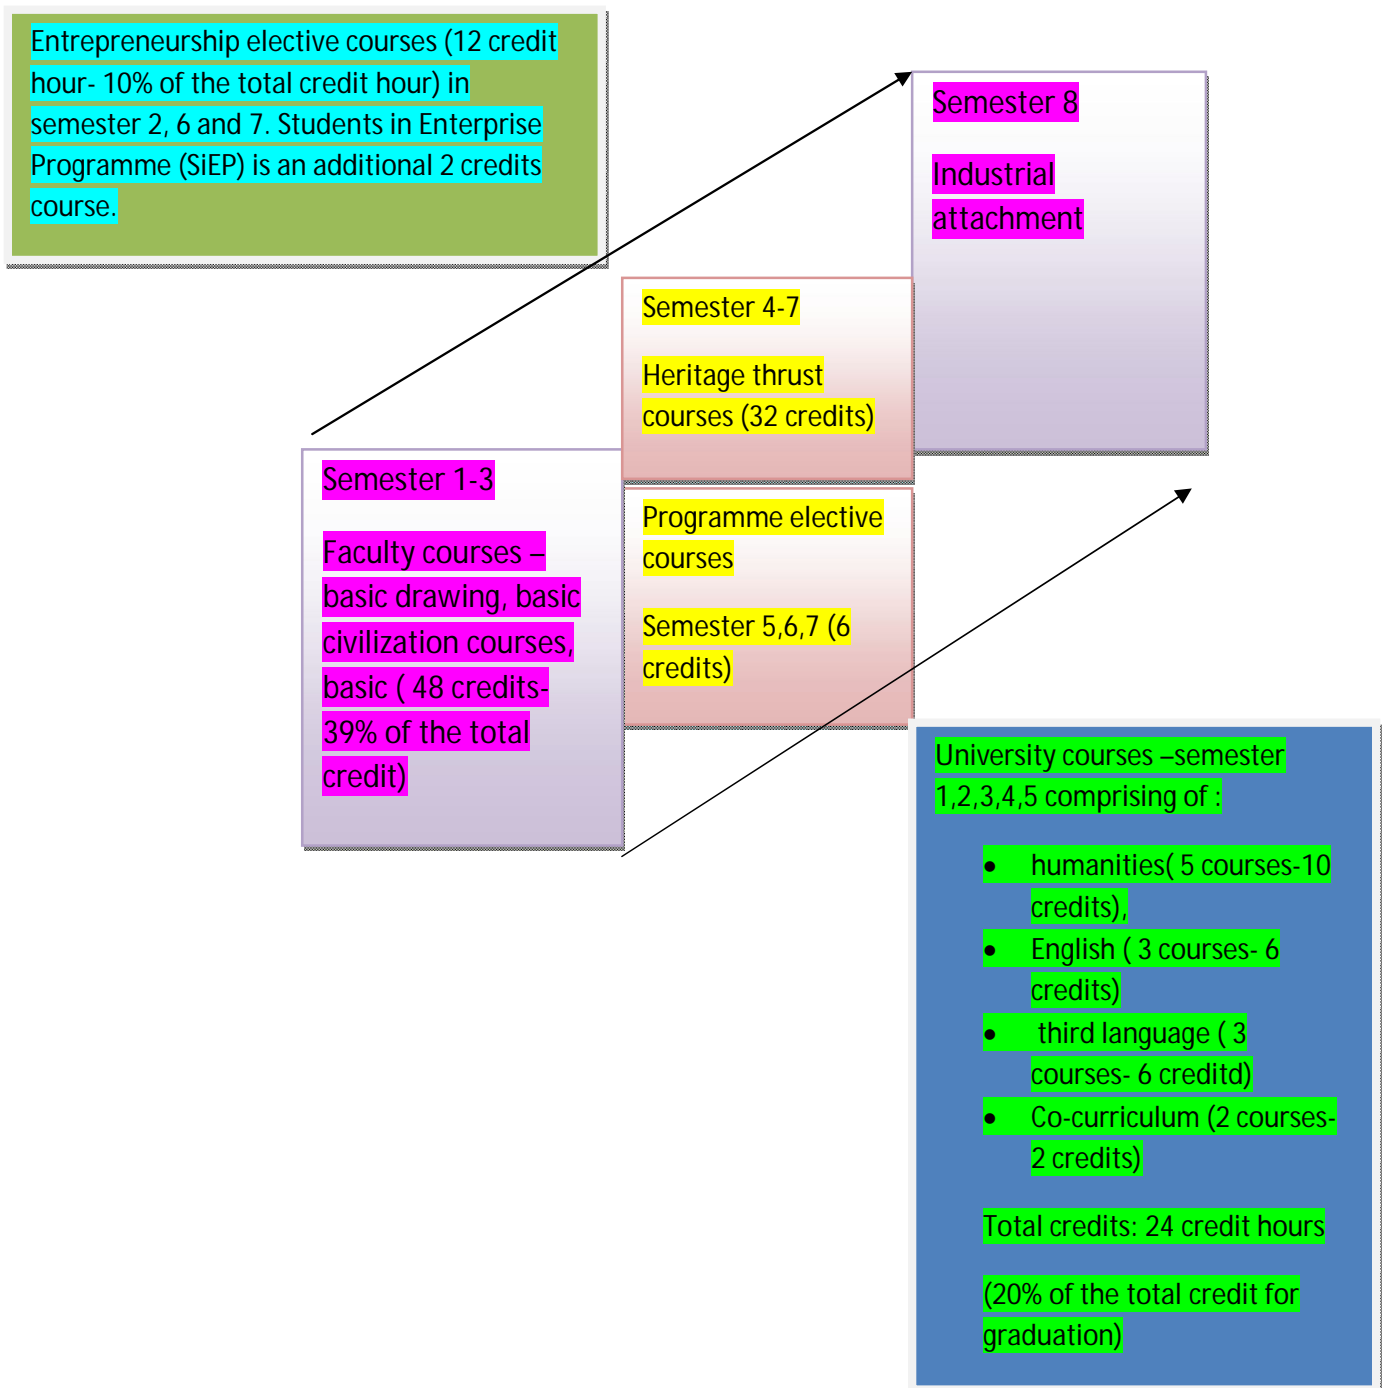 Entrepreneurship elective courses (12 credit
hour- 10% of the total credit hour) in
semester 2, 6 and 7. Students in Enterprise
Programme (SiEP) is an additional 2 credits
course.
Semester 8
Industrial
attachment
Semester 4-7
Heritage thrust
courses (32 credits)
Semester 1-3
Faculty courses –
basic drawing, basic
civilization courses,
basic ( 48 credits-
39% of the total
credit)
Programme elective
courses
Semester 5,6,7 (6
credits)
University courses –semester
1,2,3,4,5 comprising of :
• humanities( 5 courses-10
credits),
• English ( 3 courses- 6
credits)
• third language ( 3
courses- 6 creditd)
• Co-curriculum (2 courses-
2 credits)
Total credits: 24 credit hours
(20% of the total credit for
graduation)